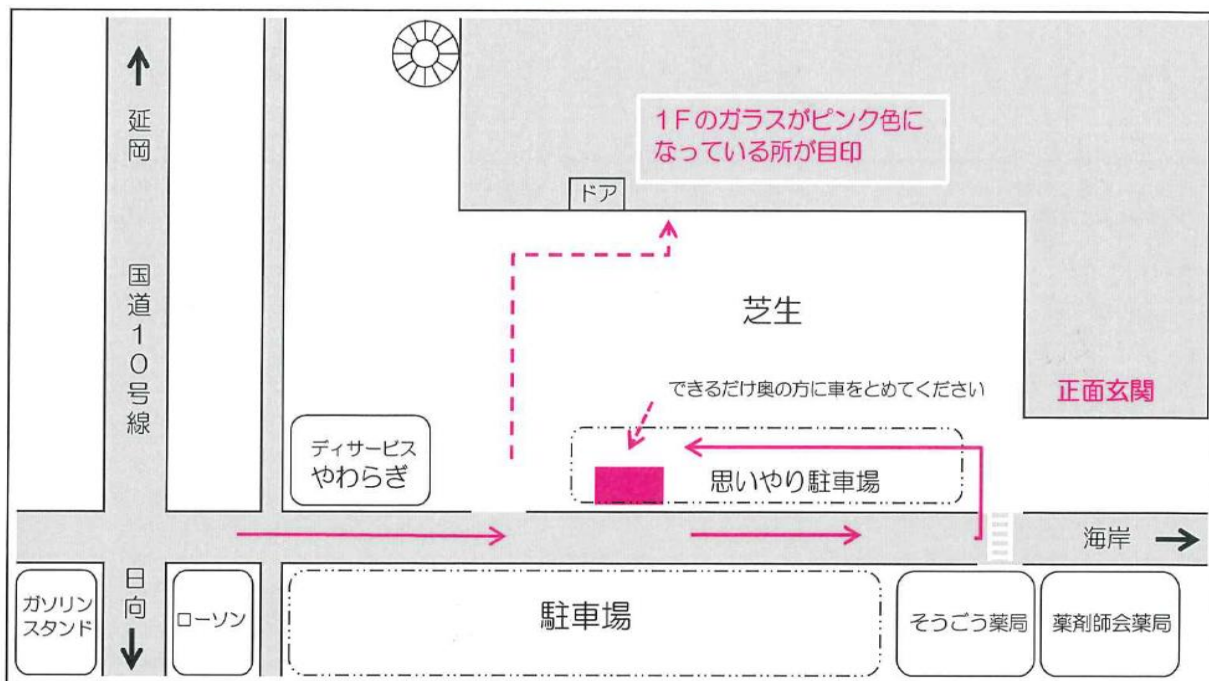 延岡
国道10号線
日向
1Fのガラスがピンク色に
なっている所が目印
ドア
芝生
できるだけ奥の方に車をとめてください
正面玄関
ディサービス
やわらぎ
思いやり駐車場
海岸
ガソリン
スタンド
ローソン
駐車場
そうごう薬局
薬剤師会薬局